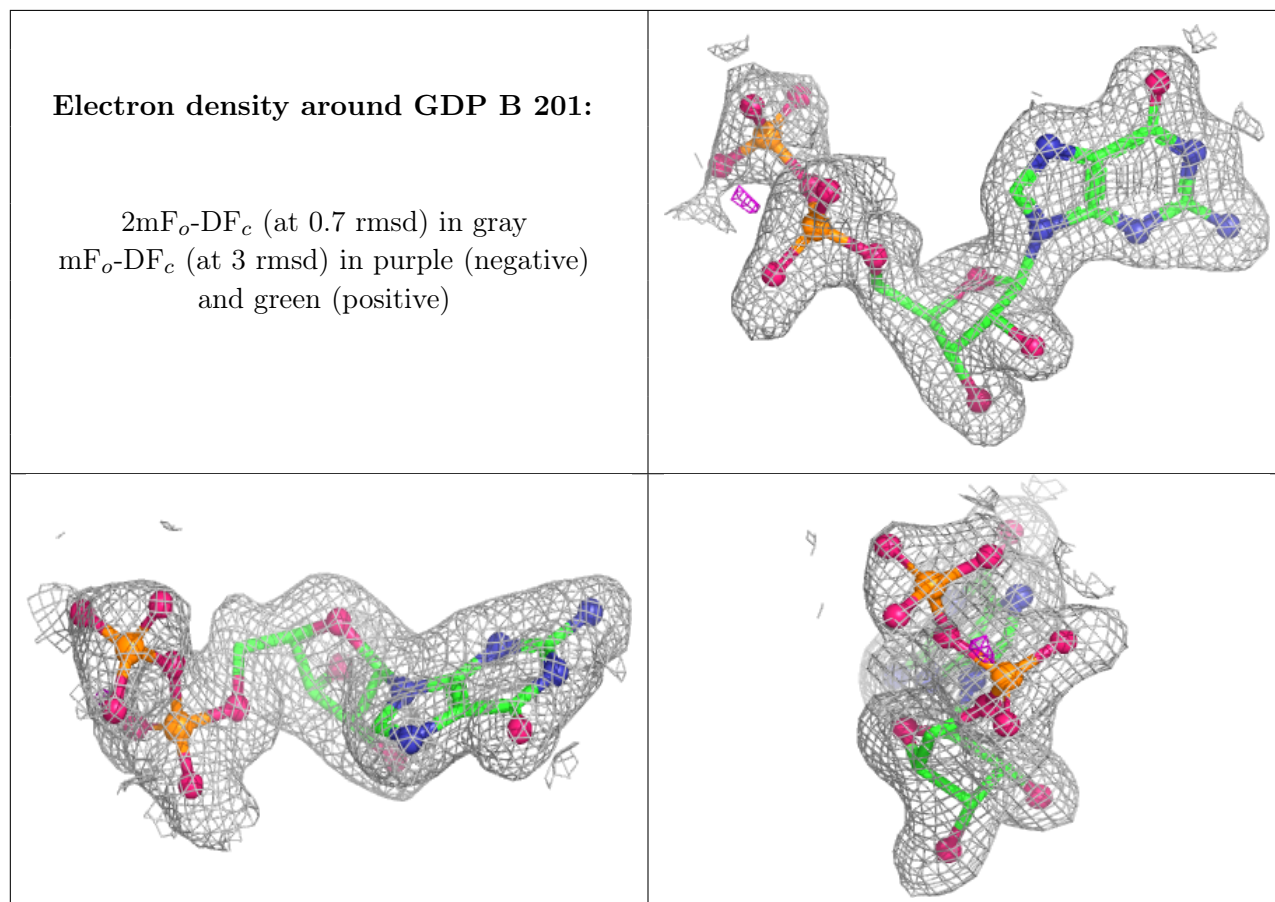 Electron density around GDP B 201:
2mFo-DFc (at 0.7 rmsd) in gray
mFo-DFc (at 3 rmsd) in purple (negative)
and green (positive)